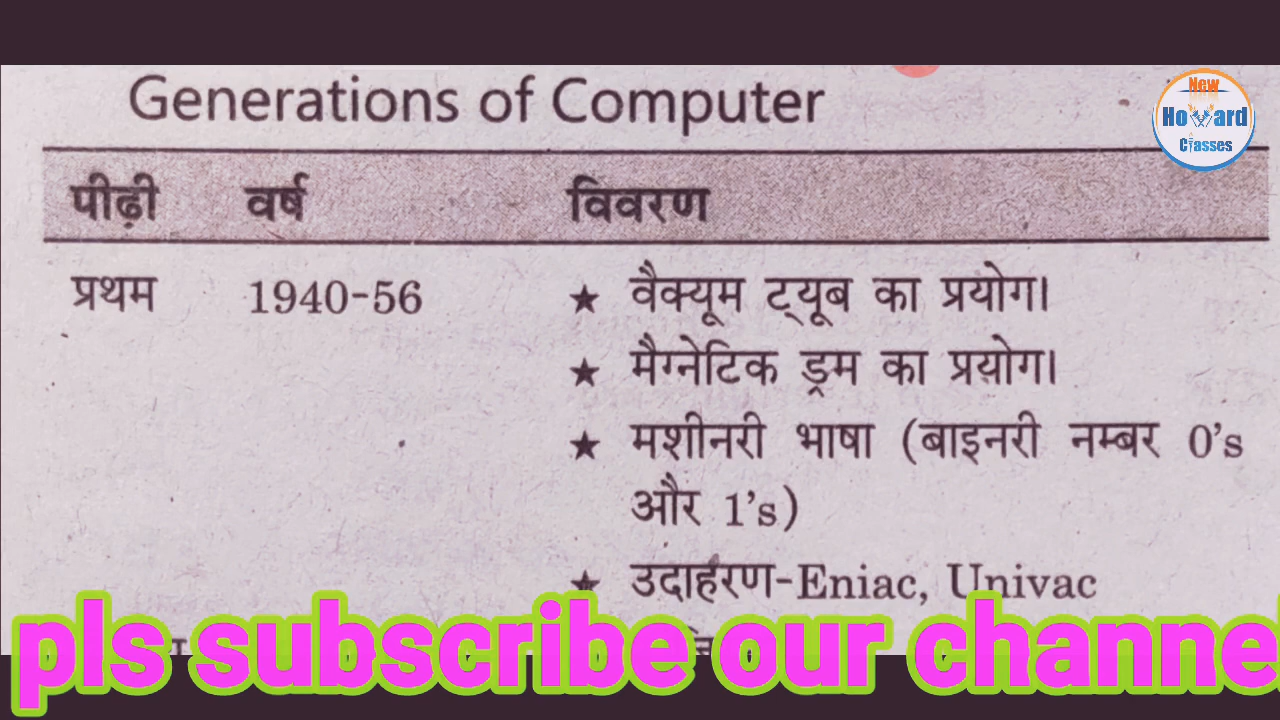 Generations of Computer
New
Howard
Classes
पीढ़ी वर्ष विवरण
प्रथम 1940-56 ★ वैक्यूम ट्यूब का प्रयोग।
★ मैग्नेटिक ड्रम का प्रयोग।
★ मशीनरी भाषा (बाइनरी नम्बर 0's
और 1's)
★ उदाहरण-Eniac, Univac
pls subscribe our channe